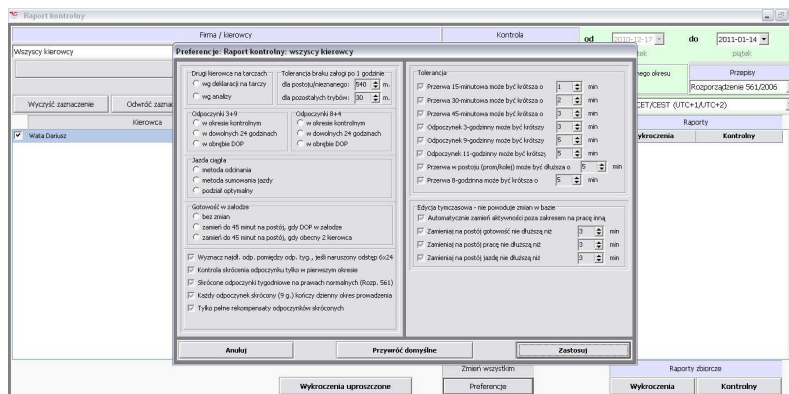 Raport kontrolny
Firma / kierowcy
Kontrola
od 2010-12-17 do 2011-01-14
piątek
Wszyscy kierowcy
Przepisy
Rozporządzenie 561/2006
Wyczyść zaznaczenie
CET/CEST (UTC+1/UTC+2)
Kierowca
Raporty
Wykroczenia
Kontrolny
Wata Dariusz
Preferencje: Raport kontrolny: wszyscy kierowcy
Drugi kierowca na tarczach
wg deklaracji na tarczy
wg analizy
Tolerancja braku załogi po 1 godzinie
dla postoju/nieznanego: 540 m.
dla pozostałych trybów: 30 m.
Odpoczynki 3+9
w okresie kontrolnym
w dowolnych 24 godzinach
w obrębie DOP
Odpoczynki 8+4
w okresie kontrolnym
w dowolnych 24 godzinach
w obrębie DOP
Jazda ciągła
metoda odcinania
metoda sumowania jazdy
podział optymalny
Gotowość w załodze
bez zmian
zamień do 45 minut na postój, gdy DOP w załodze
zamień do 45 minut na postój, gdy obecny 2 kierowca
Wyznacz najdł. odp. pomiędzy odp. tyg., jeśli naruszony odstęp 6x24
Kontrola skrócenia odpoczynku tylko w pierwszym okresie
Skrócone odpoczynki tygodniowe na prawach normalnych (Rozp. 561)
Każdy odpoczynek skrócony (9 g.) kończy dzienny okres prowadzenia
Tylko pełne rekompensaty odpoczynków skróconych
Tolerancja
Przerwa 15-minutowa może być krótsza o 1 min
Przerwa 30-minutowa może być krótsza o 2 min
Przerwa 45-minutowa może być krótsza o 3 min
Odpoczynek 3-godzinny może być krótszy 3 min
Odpoczynek 9-godzinny może być krótszy 5 min
Odpoczynek 11-godzinny może być krótszy 5 min
Przerwa w postoju (prom/kolej) może być dłuższa o 5 min
Przerwa 8-godzinna może być krótsza o 5 min
Edycja tymczasowa - nie powoduje zmian w bazie
Automatycznie zamień aktywności poza zakresem na pracę inną
Zamieniaj na postój gotowość nie dłuższą niż 3 min
Zamieniaj na postój pracę nie dłuższą niż 3 min
Zamieniaj na postój jazdę nie dłuższą niż 3 min
Anuluj
Przywróć domyślne
Zastosuj
Zmień wszystkim
Raporty zbiorcze
Wykroczenia uproszczone
Preferencje
Wykroczenia
Kontrolny